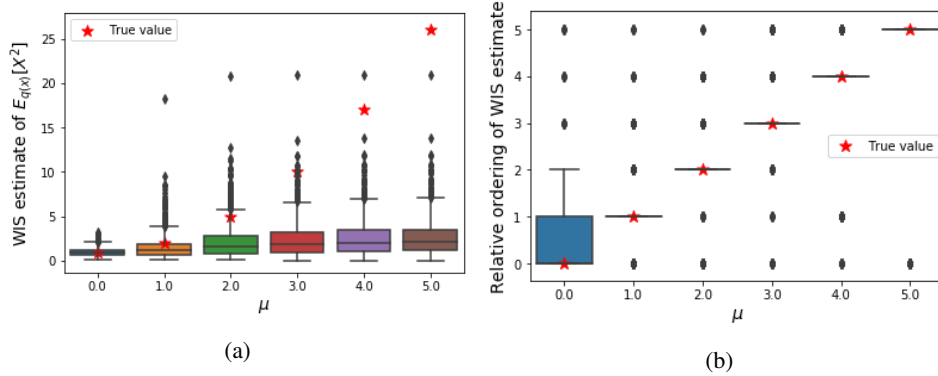 WIS estimate of E_{q(x)}[X²]
True value
25
20
15
10
5
0
0.0 1.0 2.0 3.0 4.0 5.0
μ
(a)
Relative ordering of WIS estimate
5
4
3
2
1
0
True value
0.0 1.0 2.0 3.0 4.0 5.0
μ
(b)